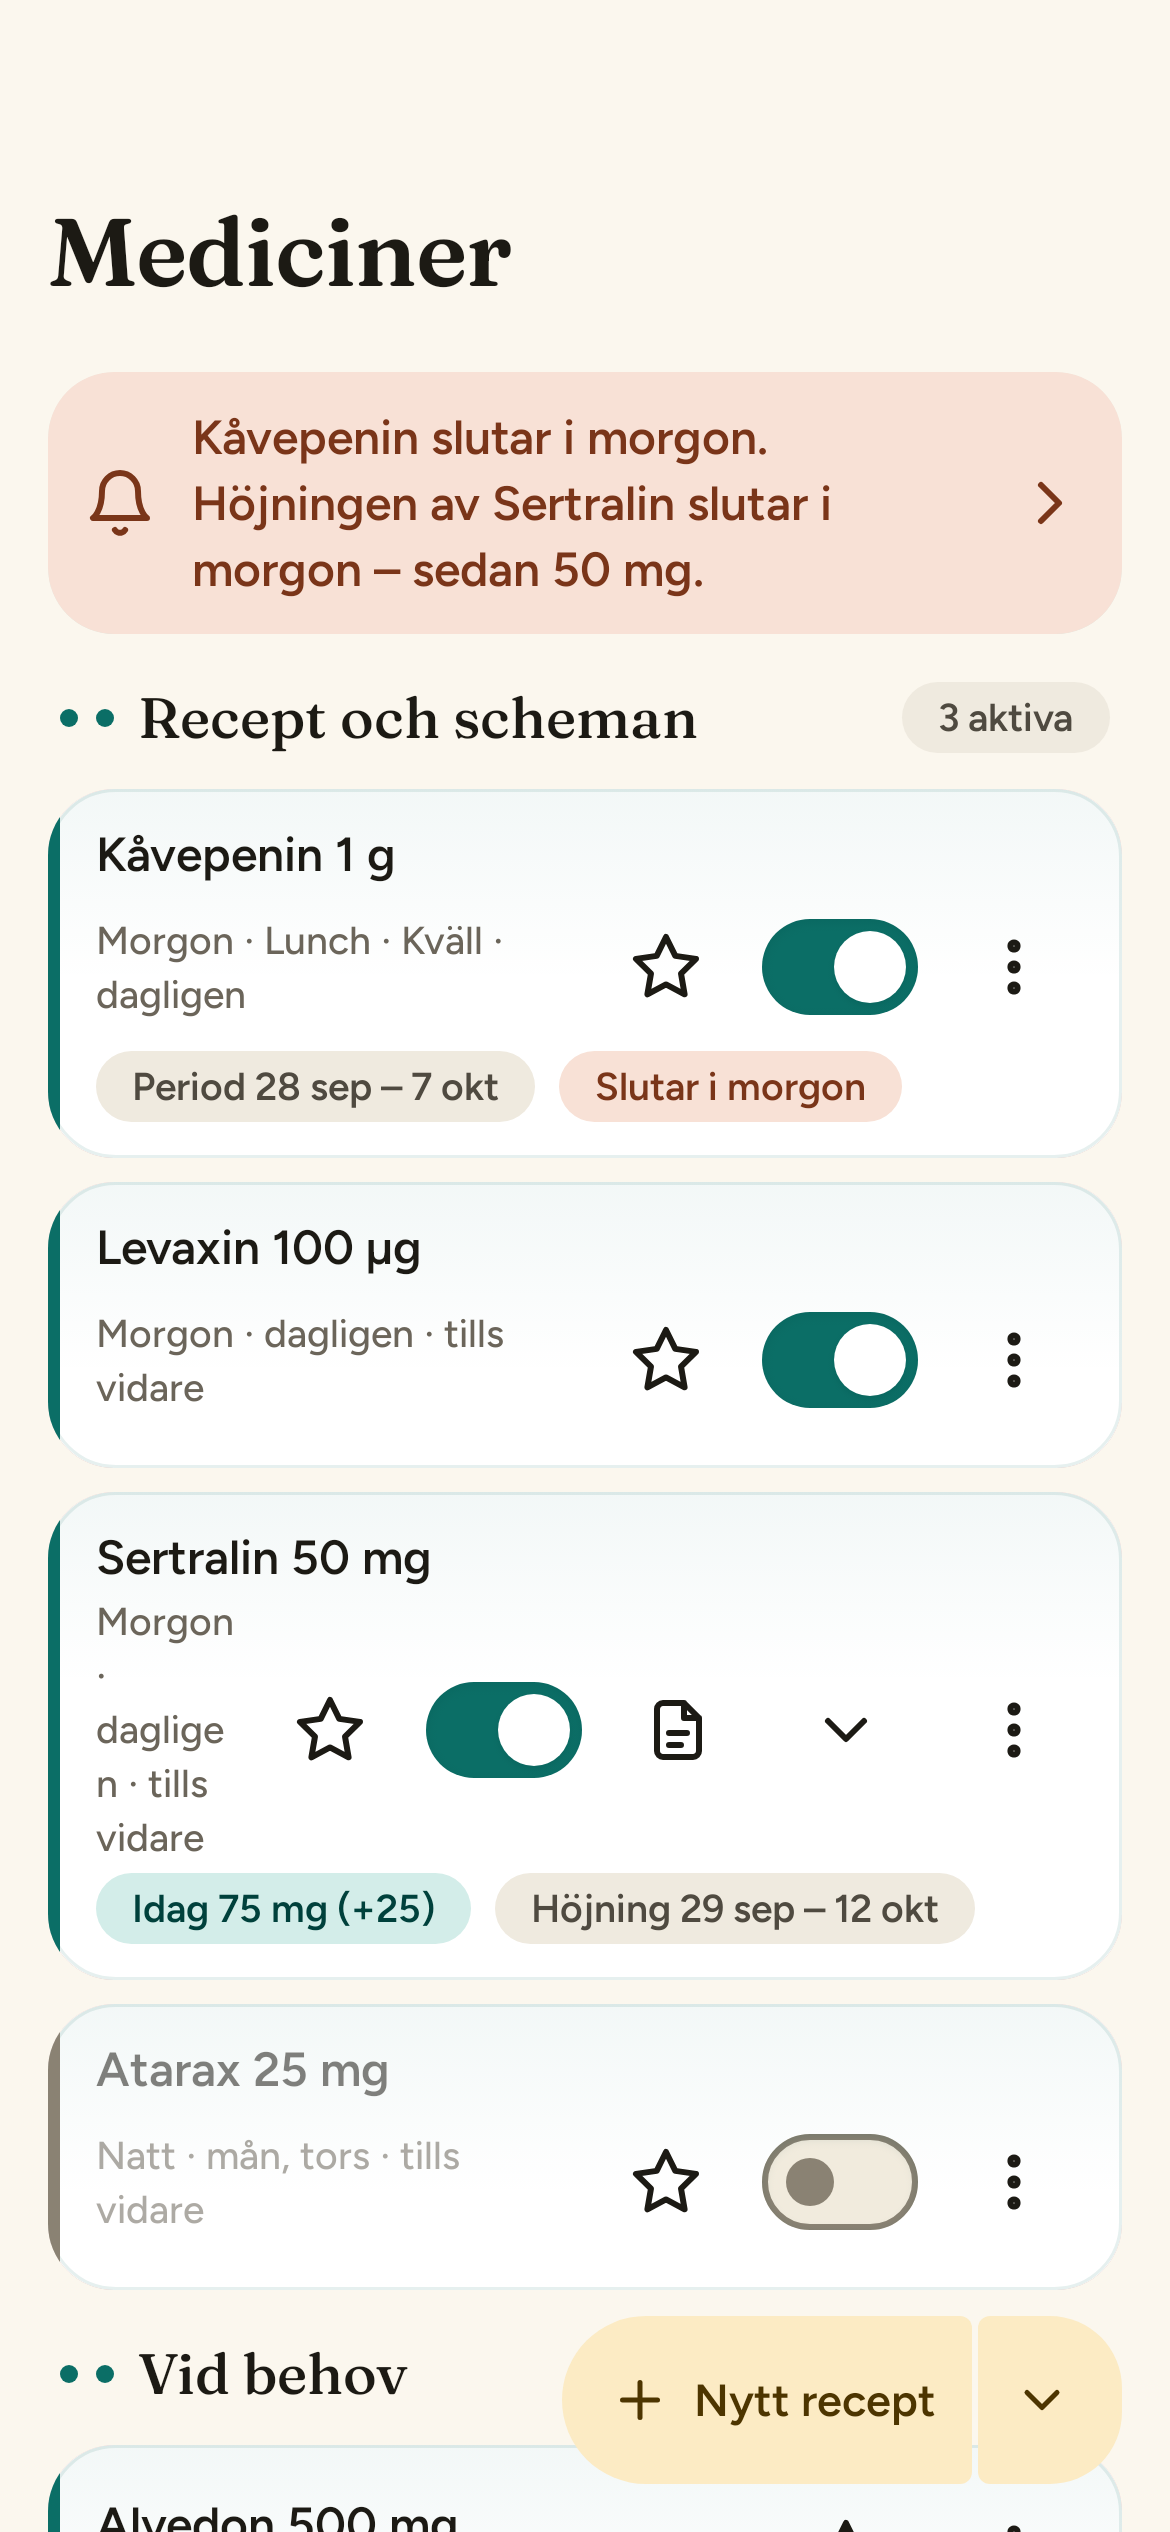 Mediciner
Kåvepenin slutar i morgon.
Höjningen av Sertralin slutar i
morgon – sedan 50 mg.
Recept och scheman
3 aktiva
Kåvepenin 1 g
Morgon · Lunch · Kväll ·
dagligen
Period 28 sep – 7 okt
Slutar i morgon
Levaxin 100 µg
Morgon · dagligen · tills
vidare
Sertralin 50 mg
Morgon
·
daglige
n · tills
vidare
Idag 75 mg (+25)
Höjning 29 sep – 12 okt
Atarax 25 mg
Natt · mån, tors · tills
vidare
Vid behov
Nytt recept
Alvedon 500 mg